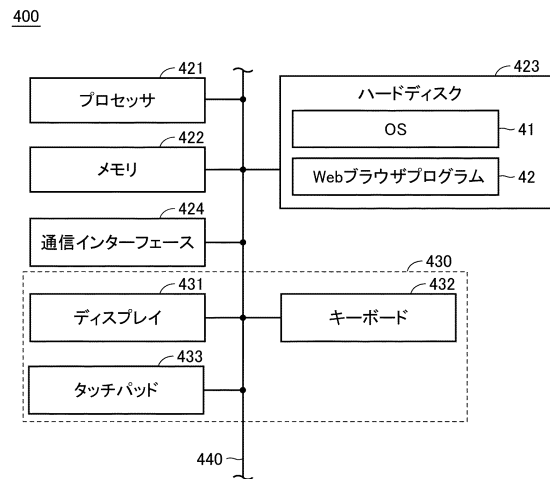 400
421
プロセッサ
423
ハードディスク
OS
41
Webブラウザプログラム
42
422
メモリ
424
通信インターフェース
430
431
ディスプレイ
432
キーボード
433
タッチパッド
440